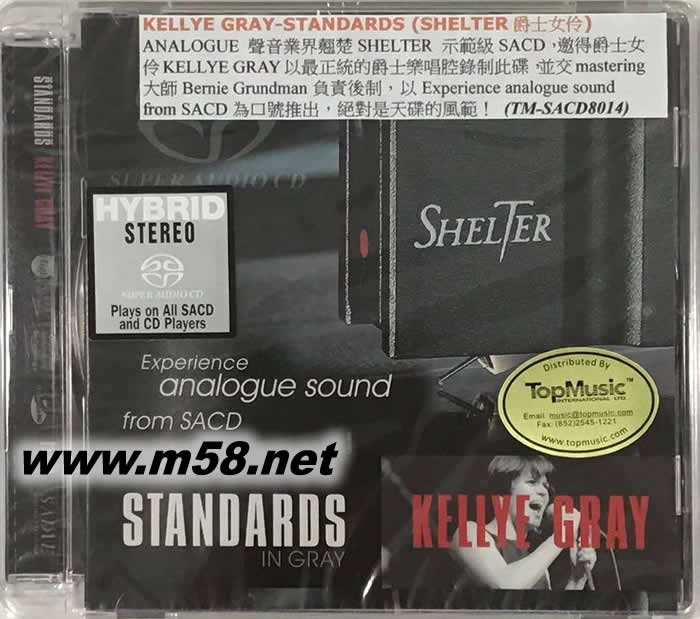 KELLYE GRAY-STANDARDS (SHELTER 爵士女伶)
ANALOGUE 聲音業界翹楚 SHELTER 示範級 SACD,邀得爵士女
伶 KELLYE GRAY 以最正統的爵士樂唱腔錄制此碟,並交 mastering
大師 Bernie Grundman 負責後制,以 Experience analogue sound
from SACD 為口號推出,絕對是天碟的風範! (TM-SACD8014)
SUPER AUDIO CD
STANDARDS KELLYE GRAY
HYBRID
STEREO
SUPER AUDIO CD
Plays on All SACD
and CD Players
SHELTER
Experience
analogue sound
from SACD
Distributed By
TopMusic™
INTERNATIONAL LTD
Email: music@topmusic.com
Fax: (852)2545-1221
www.topmusic.com
www.m58.net
STANDARDS
IN GRAY
KELLYE GRAY